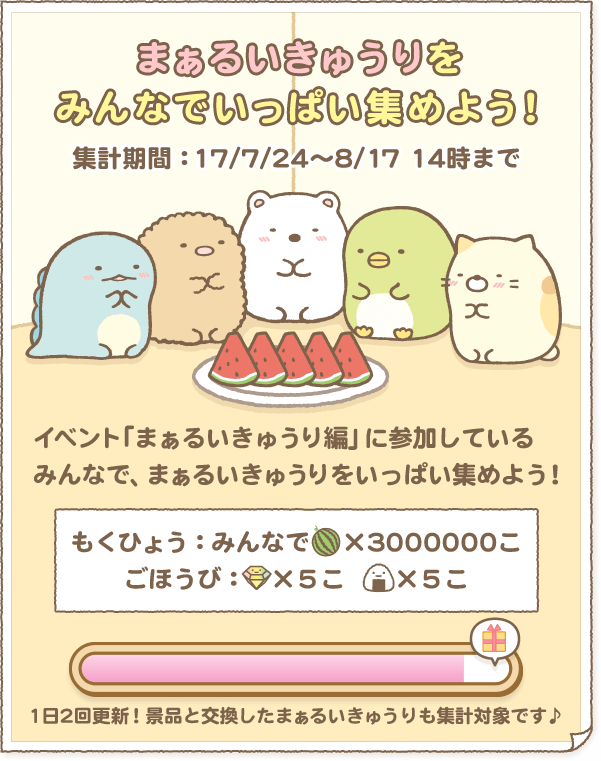 まぁるいきゅうりを
みんなでいっぱい集めよう！
集計期間：17/7/24～8/17 14時まで
イベント「まぁるいきゅうり編」に参加している
みんなで、まぁるいきゅうりをいっぱい集めよう！
もくひょう：みんなで×3000000こ
ごほうび：×５こ ×５こ
1日2回更新！景品と交換したまぁるいきゅうりも集計対象です♪